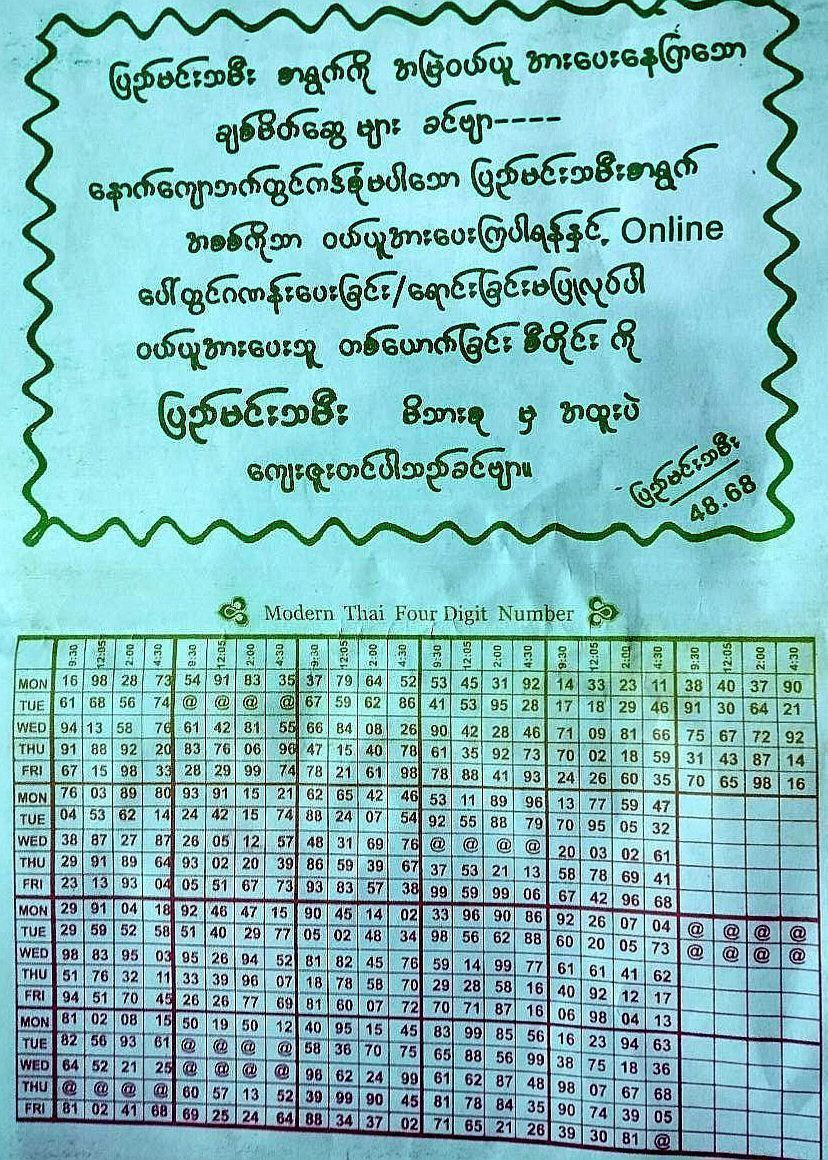 ပြည်မင်းသမီး စာရွက်ကို အမြဲဝယ်ယူ အားပေးနေကြသော
ချစ်မိတ်ဆွေ များ ခင်ဗျာ----
နောက်ကျောဘက်တွင်ကဒ်စုံမပါသော ပြည်မင်းသမီးစာရွက်
အစစ်ကိုသာ ဝယ်ယူအားပေးကြပါရန်နှင့်, Online
ပေါ်တွင်ဂဏန်းပေးခြင်း/ရောင်းခြင်းမပြုလုပ်ပါ
ဝယ်ယူအားပေးသူ တစ်ယောက်ခြင်း စီတိုင်း ကို
ပြည်မင်းသမီး မိသားစု မှ အထူးပဲ
ကျေးဇူးတင်ပါသည်ခင်ဗျာ။
ပြည်မင်းသမီး
48.68
Modern Thai Four Digit Number
9:30 12:05 2:00 4:30 9:30 12:05 2:00 4:30 9:30 12:05 2:00 4:30 9:30 12:05 2:00 4:30 9:30 12:05 2:00 4:30 9:30 12:05 2:00 4:30
MON 16 98 28 73 54 91 83 35 37 79 64 52 53 45 31 92 14 33 23 11 38 40 37 90
TUE 61 68 56 74 @ @ @ @ 67 59 62 86 41 53 95 28 17 18 29 46 91 30 64 21
WED 94 13 58 76 61 42 81 55 66 84 08 26 90 42 28 46 71 09 81 66 75 67 72 92
THU 91 88 92 20 83 76 06 96 47 15 40 78 61 35 92 73 70 02 18 59 31 43 87 14
FRI 67 15 98 33 28 29 99 74 78 21 61 98 78 88 41 93 24 26 60 35 70 65 98 16
MON 76 03 89 80 93 91 15 21 62 65 42 46 53 11 89 96 13 77 59 47
TUE 04 53 62 14 24 42 15 74 88 24 07 54 92 55 88 79 70 95 05 32
WED 38 87 27 87 26 05 12 57 48 31 69 76 @ @ @ @ 20 03 02 61
THU 29 91 89 64 93 02 20 39 86 59 39 67 37 53 21 13 58 78 69 41
FRI 23 13 93 04 05 51 67 73 93 83 57 38 99 59 99 06 67 42 96 68
MON 29 91 04 18 92 46 47 15 90 45 14 02 33 96 90 86 92 26 07 04 @ @ @ @
TUE 29 59 52 58 51 40 29 77 05 02 48 34 98 56 62 88 60 20 05 73 @ @ @ @
WED 98 83 95 03 95 26 94 52 81 82 45 76 59 14 99 77 61 61 41 62
THU 51 76 32 11 33 39 96 07 18 78 58 70 29 28 58 16 40 92 12 17
FRI 94 51 70 45 26 26 77 69 81 60 07 72 70 71 87 16 06 98 04 13
MON 81 02 08 15 50 19 50 12 40 95 15 45 83 99 85 56 16 23 94 63
TUE 82 56 93 61 @ @ @ @ 58 36 70 75 65 88 56 99 38 75 18 36
WED 64 52 21 25 @ @ @ @ 96 62 24 99 61 62 87 48 98 07 67 68
THU @ @ @ @ 60 57 13 52 39 99 90 45 81 78 84 35 90 74 39 05
FRI 81 02 41 68 69 25 24 64 88 34 37 02 71 65 21 26 39 30 81 @